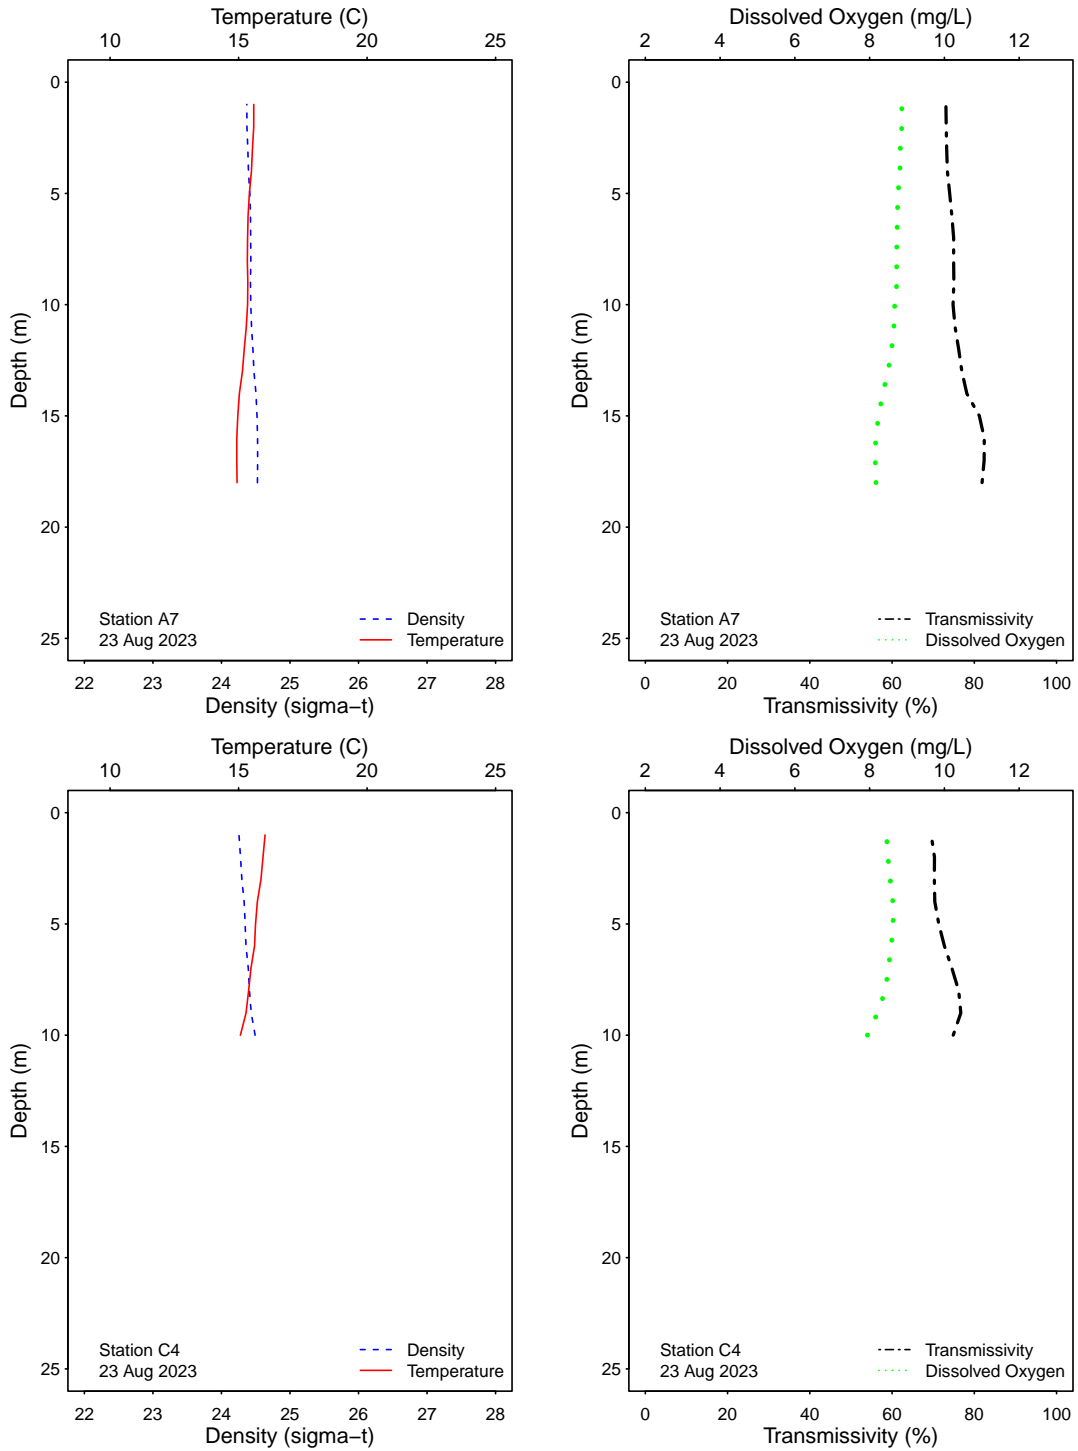 Temperature (C)
10 15 20 25
0
5
10
15
20
25
Depth (m)
Station A7
23 Aug 2023
Density
Temperature
22 23 24 25 26 27 28
Density (sigma−t)
Dissolved Oxygen (mg/L)
2 4 6 8 10 12
0
5
10
15
20
25
Depth (m)
Station A7
23 Aug 2023
Transmissivity
Dissolved Oxygen
0 20 40 60 80 100
Transmissivity (%)
Temperature (C)
10 15 20 25
0
5
10
15
20
25
Depth (m)
Station C4
23 Aug 2023
Density
Temperature
22 23 24 25 26 27 28
Density (sigma−t)
Dissolved Oxygen (mg/L)
2 4 6 8 10 12
0
5
10
15
20
25
Depth (m)
Station C4
23 Aug 2023
Transmissivity
Dissolved Oxygen
0 20 40 60 80 100
Transmissivity (%)